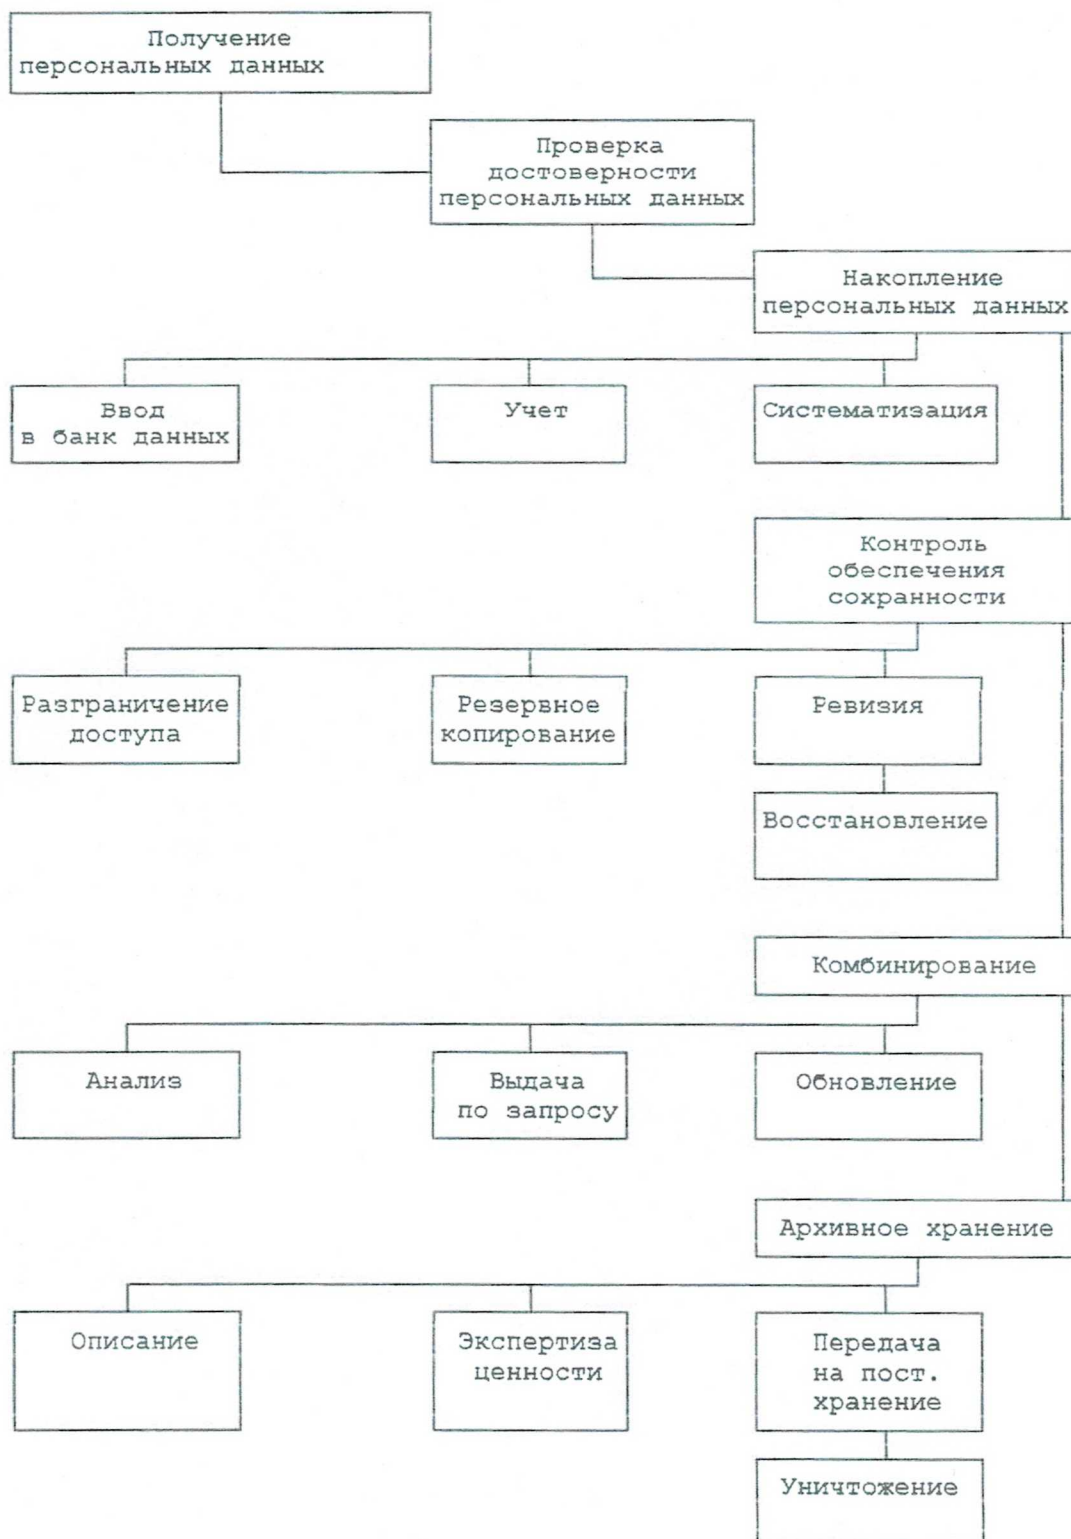 Получение
персональных данных
Проверка
достоверности
персональных данных
Накопление
персональных данных
Ввод
в банк данных
Учет
Систематизация
Контроль
обеспечения
сохранности
Разграничение
доступа
Резервное
копирование
Ревизия
Восстановление
Комбинирование
Анализ
Выдача
по запросу
Обновление
Архивное хранение
Описание
Экспертиза
ценности
Передача
на пост.
хранение
Уничтожение